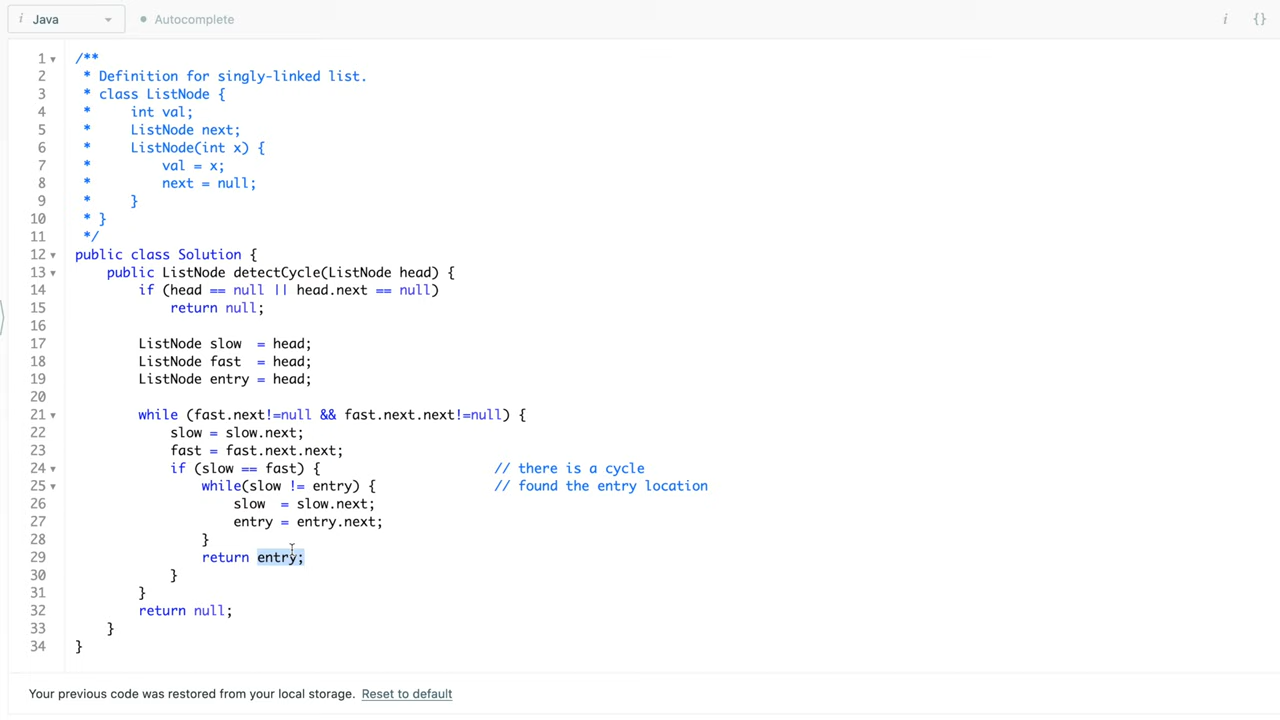 i Java Autocomplete i {}
1 /**
2  * Definition for singly-linked list.
3  * class ListNode {
4  *     int val;
5  *     ListNode next;
6  *     ListNode(int x) {
7  *         val = x;
8  *         next = null;
9  *     }
10  * }
11  */
12 public class Solution {
13     public ListNode detectCycle(ListNode head) {
14         if (head == null || head.next == null)
15             return null;
16
17         ListNode slow  = head;
18         ListNode fast  = head;
19         ListNode entry = head;
20
21         while (fast.next!=null && fast.next.next!=null) {
22             slow = slow.next;
23             fast = fast.next.next;
24             if (slow == fast) {                      // there is a cycle
25                 while(slow != entry) {               // found the entry location
26                     slow  = slow.next;
27                     entry = entry.next;
28                 }
29                 return entry;
30             }
31         }
32         return null;
33     }
34 }
Your previous code was restored from your local storage. Reset to default